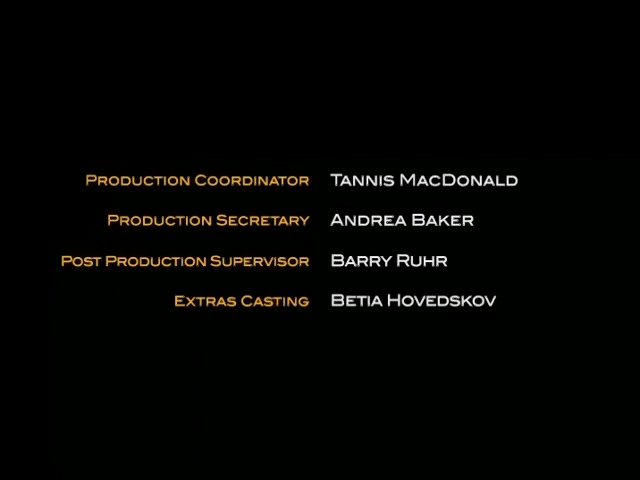 Production Coordinator Tannis MacDonald
Production Secretary Andrea Baker
Post Production Supervisor Barry Ruhr
Extras Casting Betia Hovedskov